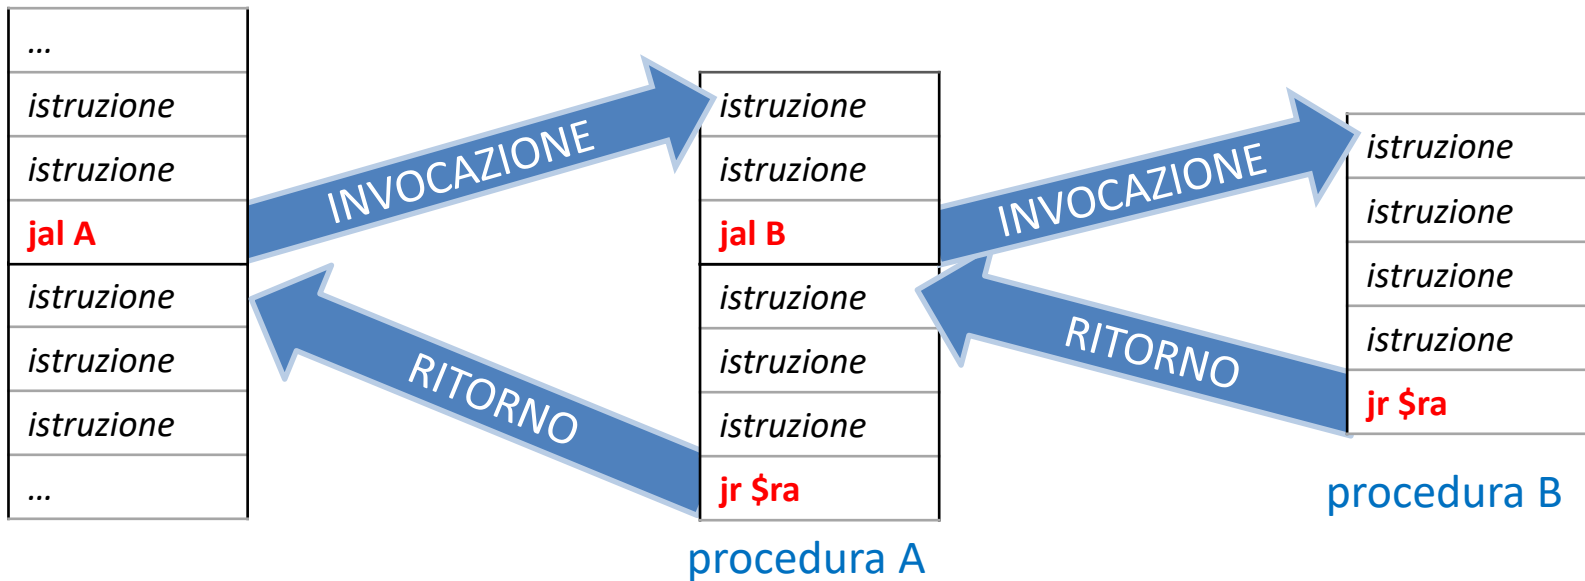 …
istruzione
istruzione
jal A
istruzione
istruzione
istruzione
…
INVOCAZIONE
RITORNO
istruzione
istruzione
jal B
istruzione
istruzione
istruzione
jr $ra
procedura A
INVOCAZIONE
RITORNO
istruzione
istruzione
istruzione
istruzione
jr $ra
procedura B